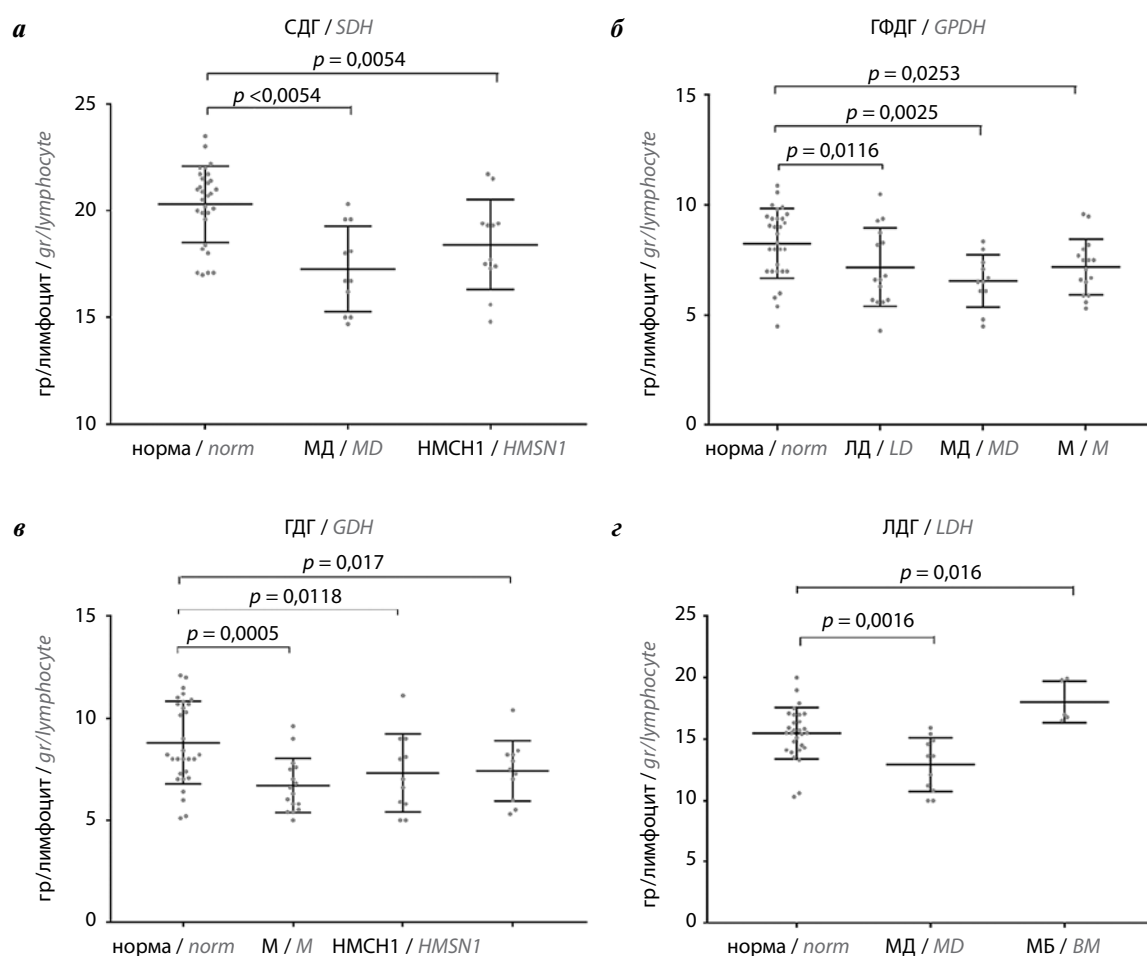 а
СДГ / SDH
p = 0,0054
p <0,0054
25
20
15
10
гр/лимфоцит / gr/lymphocyte
норма / norm
МД / MD
НМСН1 / HMSN1
б
ГФДГ / GPDH
p = 0,0253
p = 0,0025
p = 0,0116
15
10
5
0
гр/лимфоцит / gr/lymphocyte
норма / norm
ЛД / LD
МД / MD
М / M
в
ГДГ / GDH
p = 0,017
p = 0,0118
p = 0,0005
15
10
5
0
гр/лимфоцит / gr/lymphocyte
норма / norm
М / M
НМСН1 / HMSN1
г
ЛДГ / LDH
p = 0,016
p = 0,0016
25
20
15
10
5
0
гр/лимфоцит / gr/lymphocyte
норма / norm
МД / MD
МБ / BM